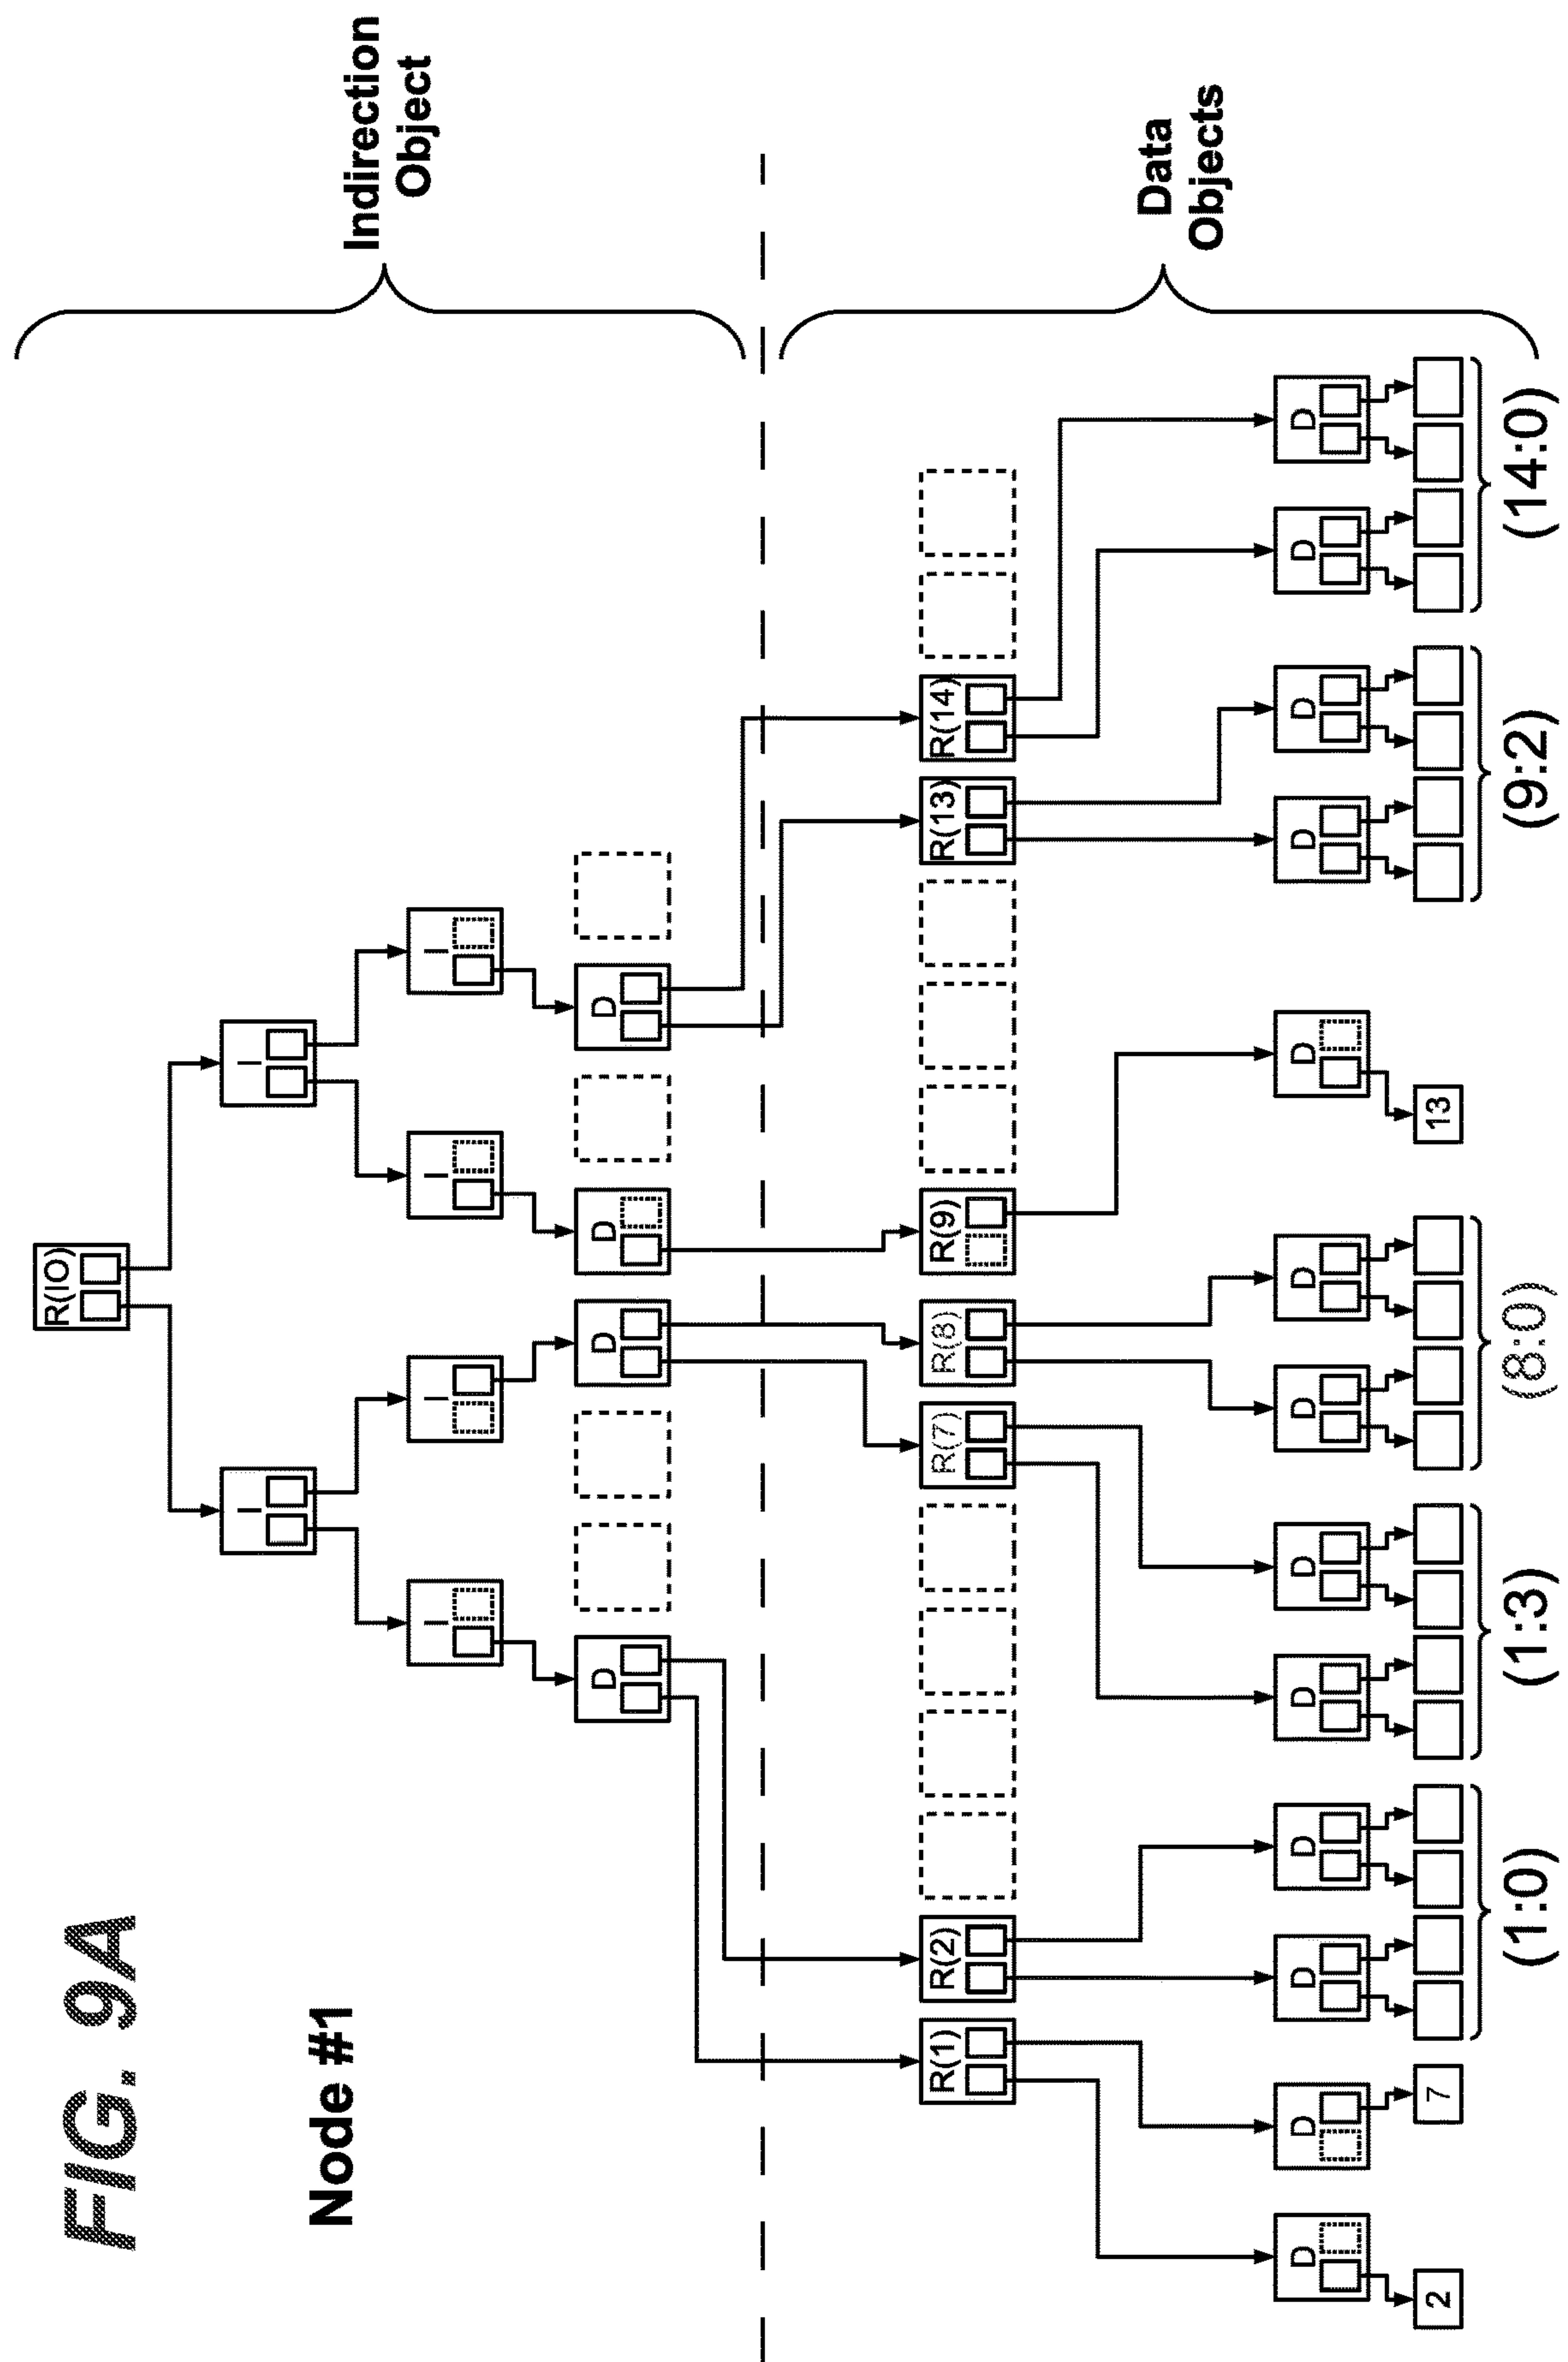 FIG. 9A
Node #1
R(IO)
I I
I I I I
D D D D
Indirection
Object
R(1) R(2) R(7) R(8) R(9) R(13) R(14)
Data
Objects
D D D D D D D D D D D D D
2 7 13
(1:0) (1:3) (8:0) (9:2) (14:0)